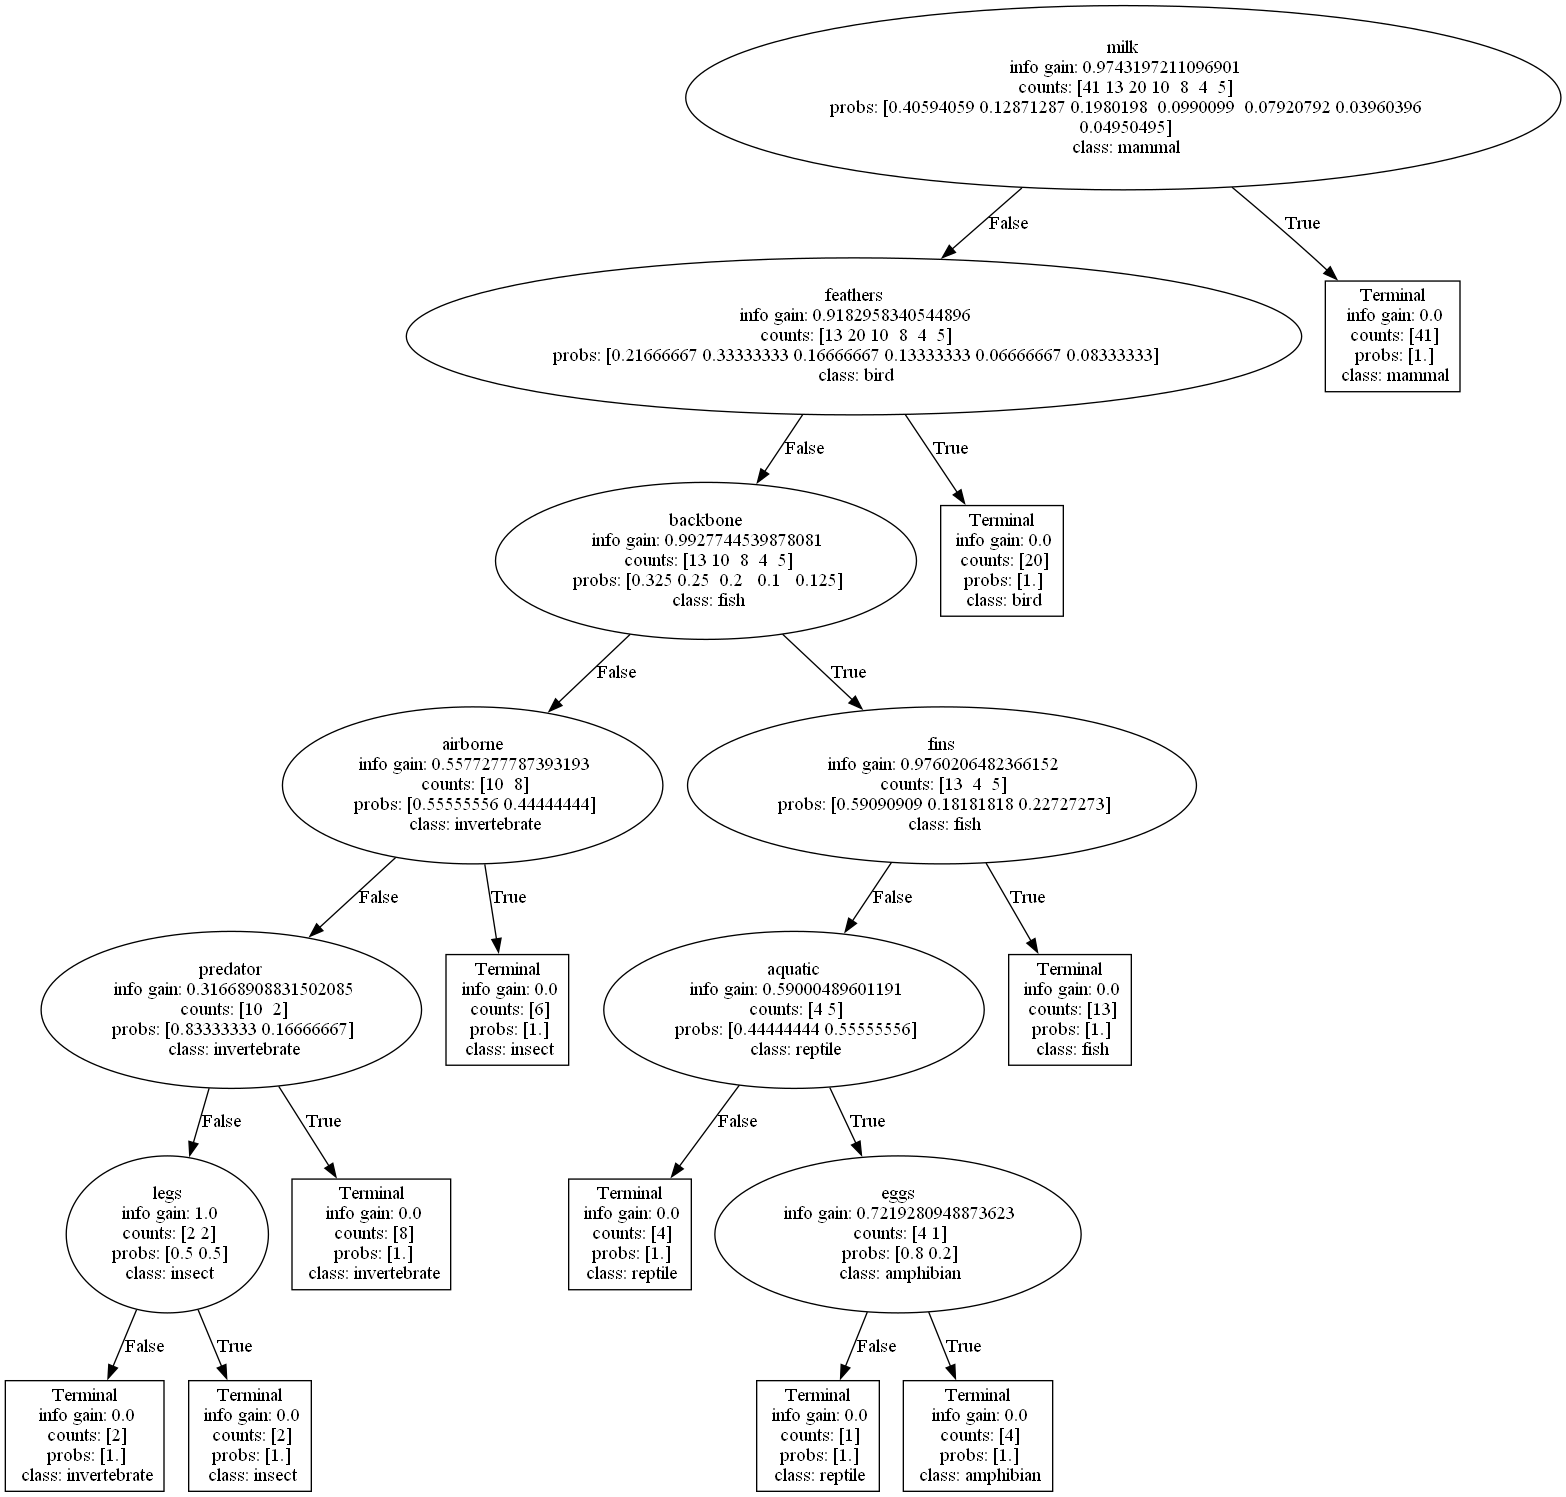 milk
info gain: 0.9743197211096901
counts: [41 13 20 10  8  4  5]
probs: [0.40594059 0.12871287 0.1980198  0.0990099  0.07920792 0.03960396
0.04950495]
class: mammal
False
True
feathers
info gain: 0.9182958340544896
counts: [13 20 10  8  4  5]
probs: [0.21666667 0.33333333 0.16666667 0.13333333 0.06666667 0.08333333]
class: bird
Terminal
info gain: 0.0
counts: [41]
probs: [1.]
class: mammal
False
True
backbone
info gain: 0.9927744539878081
counts: [13 10  8  4  5]
probs: [0.325 0.25  0.2   0.1   0.125]
class: fish
Terminal
info gain: 0.0
counts: [20]
probs: [1.]
class: bird
False
True
airborne
info gain: 0.5577277787393193
counts: [10  8]
probs: [0.55555556 0.44444444]
class: invertebrate
fins
info gain: 0.9760206482366152
counts: [13  4  5]
probs: [0.59090909 0.18181818 0.22727273]
class: fish
False
True
False
True
predator
info gain: 0.31668908831502085
counts: [10  2]
probs: [0.83333333 0.16666667]
class: invertebrate
Terminal
info gain: 0.0
counts: [6]
probs: [1.]
class: insect
aquatic
info gain: 0.59000489601191
counts: [4 5]
probs: [0.44444444 0.55555556]
class: reptile
Terminal
info gain: 0.0
counts: [13]
probs: [1.]
class: fish
False
True
False
True
legs
info gain: 1.0
counts: [2 2]
probs: [0.5 0.5]
class: insect
Terminal
info gain: 0.0
counts: [8]
probs: [1.]
class: invertebrate
Terminal
info gain: 0.0
counts: [4]
probs: [1.]
class: reptile
eggs
info gain: 0.7219280948873623
counts: [4 1]
probs: [0.8 0.2]
class: amphibian
False
True
False
True
Terminal
info gain: 0.0
counts: [2]
probs: [1.]
class: invertebrate
Terminal
info gain: 0.0
counts: [2]
probs: [1.]
class: insect
Terminal
info gain: 0.0
counts: [1]
probs: [1.]
class: reptile
Terminal
info gain: 0.0
counts: [4]
probs: [1.]
class: amphibian